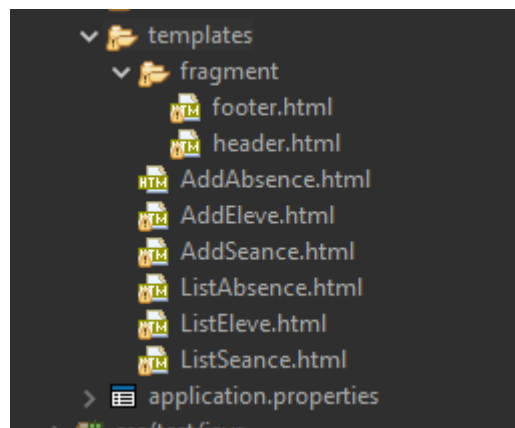 templates
fragment
footer.html
header.html
AddAbsence.html
AddEleve.html
AddSeance.html
ListAbsence.html
ListEleve.html
ListSeance.html
application.properties